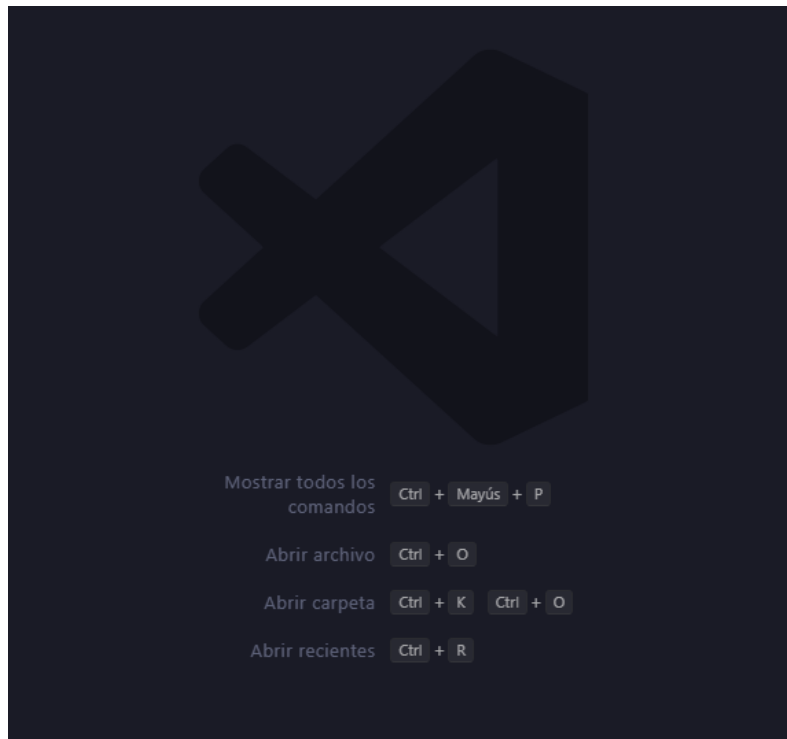 Mostrar todos los
comandos Ctrl + Mayús + P
Abrir archivo Ctrl + O
Abrir carpeta Ctrl + K Ctrl + O
Abrir recientes Ctrl + R